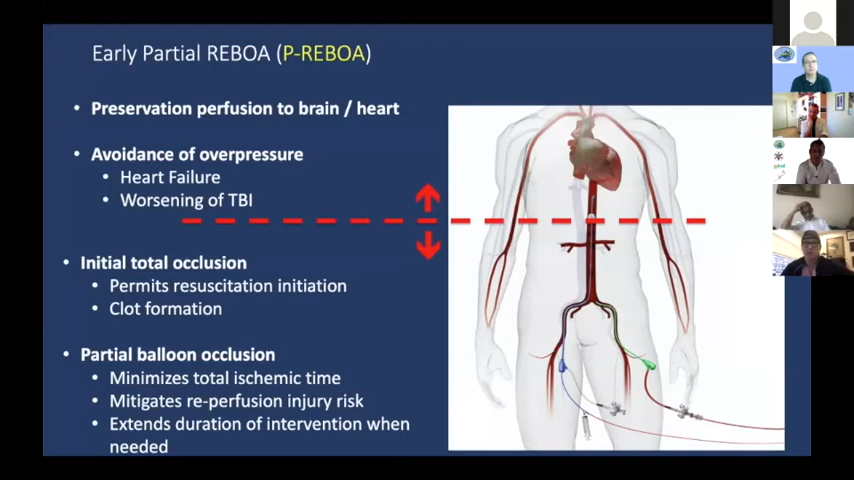 Early Partial REBOA (P-REBOA)
• Preservation perfusion to brain / heart
• Avoidance of overpressure
• Heart Failure
• Worsening of TBI
• Initial total occlusion
• Permits resuscitation initiation
• Clot formation
• Partial balloon occlusion
• Minimizes total ischemic time
• Mitigates re-perfusion injury risk
• Extends duration of intervention when
needed